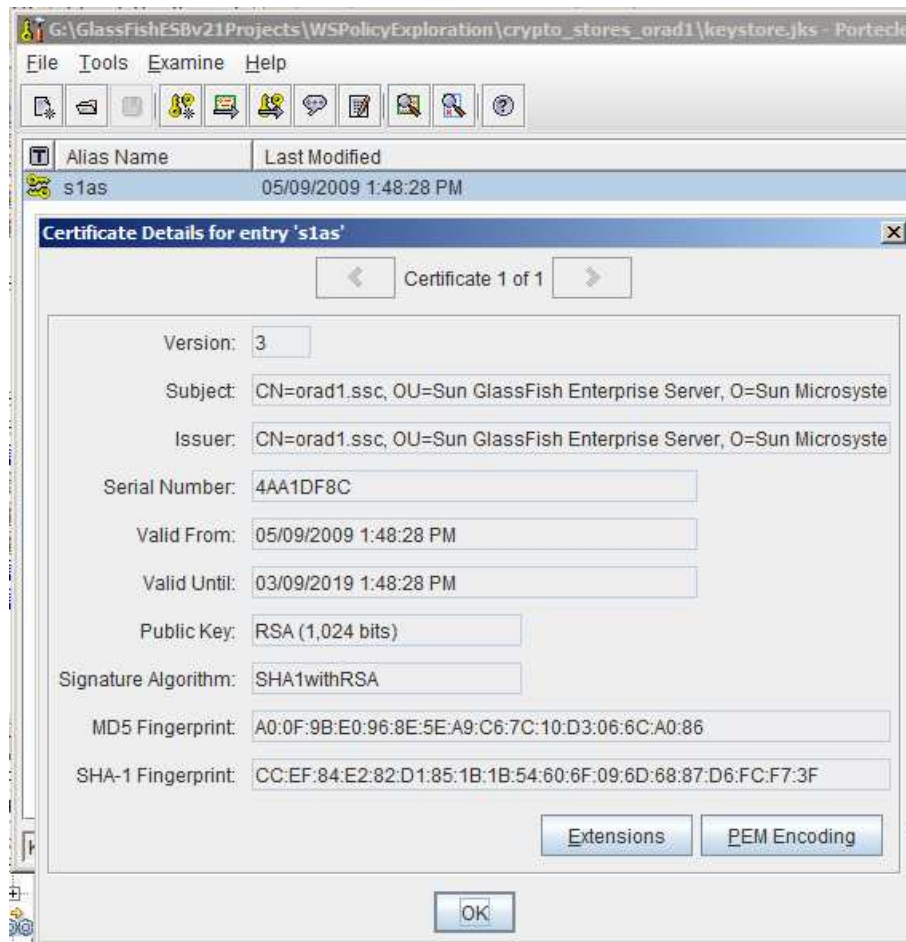 G:\GlassFishESBv21Projects\WSPolicyExploration\crypto_stores_orad1\keystore.jks - Portecle
File Tools Examine Help
T Alias Name Last Modified
s1as 05/09/2009 1:48:28 PM
Certificate Details for entry 's1as'
Certificate 1 of 1
Version: 3
Subject: CN=orad1.ssc, OU=Sun GlassFish Enterprise Server, O=Sun Microsyste
Issuer: CN=orad1.ssc, OU=Sun GlassFish Enterprise Server, O=Sun Microsyste
Serial Number: 4AA1DF8C
Valid From: 05/09/2009 1:48:28 PM
Valid Until: 03/09/2019 1:48:28 PM
Public Key: RSA (1,024 bits)
Signature Algorithm: SHA1withRSA
MD5 Fingerprint: A0:0F:9B:E0:96:8E:5E:A9:C6:7C:10:D3:06:6C:A0:86
SHA-1 Fingerprint: CC:EF:84:E2:82:D1:85:1B:1B:54:60:6F:09:6D:68:87:D6:FC:F7:3F
Extensions PEM Encoding
OK